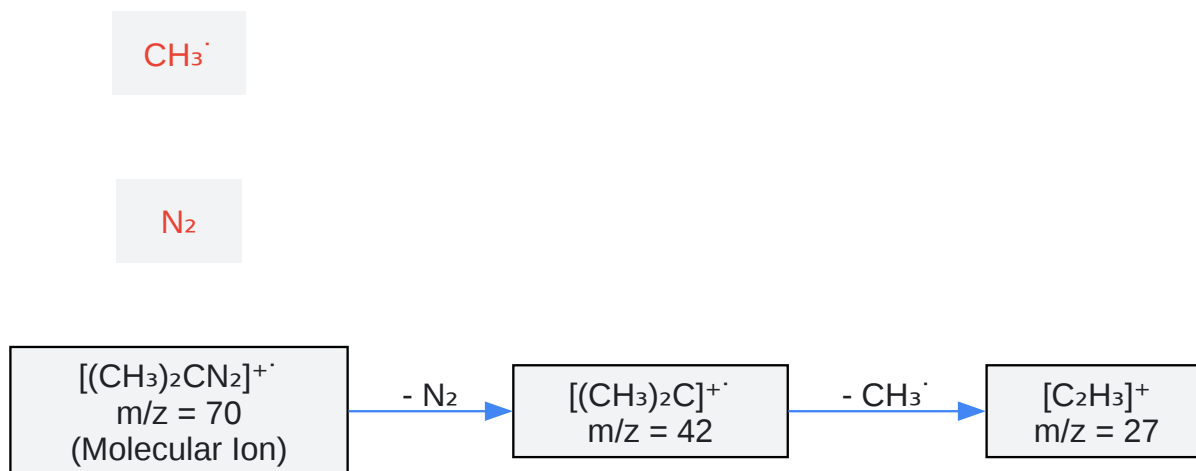 CH₃˙
N₂
[(CH₃)₂CN₂]⁺˙
m/z = 70
(Molecular Ion)
- N₂
[(CH₃)₂C]⁺˙
m/z = 42
- CH₃˙
[C₂H₃]⁺
m/z = 27